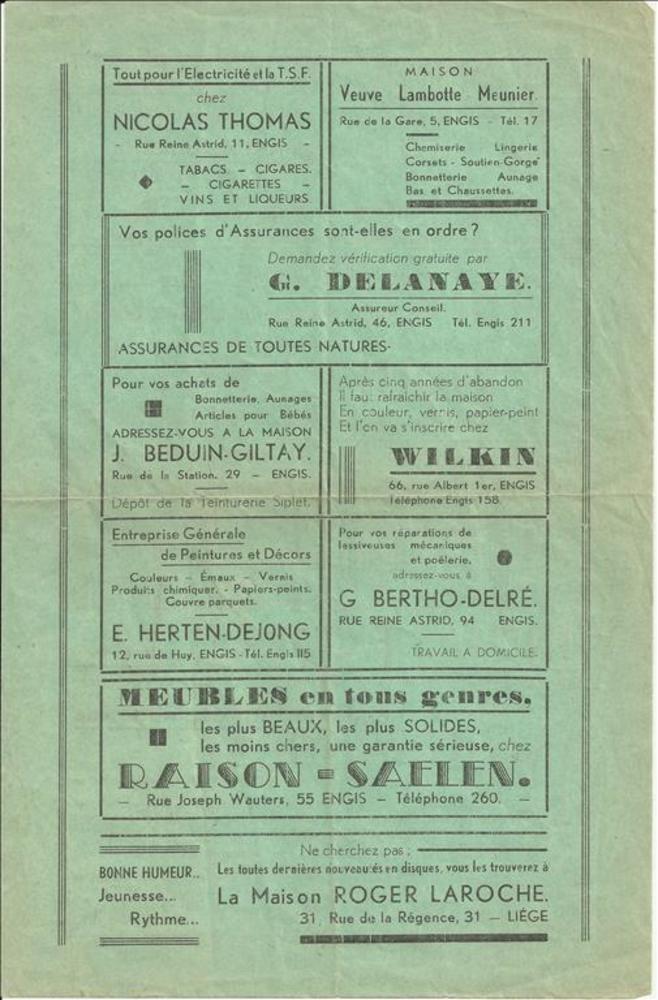 Tout pour l'Electricité et la T.S.F.
chez
NICOLAS THOMAS
- Rue Reine Astrid, 11, ENGIS -
TABACS - CIGARES.
- CIGARETTES -
VINS ET LIQUEURS
MAISON
Veuve Lambotte - Meunier.
Rue de la Gare, 5, ENGIS - Tél. 17
Chemiserie Lingerie
Corsets - Soutien-Gorge
Bonnetterie Aunage
Bas et Chaussettes.
Vos polices d'Assurances sont-elles en ordre ?
Demandez vérification gratuite par
G. DELANAYE.
Assureur Conseil.
Rue Reine Astrid, 46, ENGIS Tél. Engis 211
ASSURANCES DE TOUTES NATURES-
Pour vos achats de
Bonnetterie, Aunages
Articles pour Bébés
ADRESSEZ-VOUS A LA MAISON
J. BEDUIN-GILTAY.
Rue de la Station, 29 - ENGIS.
Dépôt de la Teinturerie Siplet.
Après cinq années d'abandon
Il faut rafraichir la maison
En couleur, vernis, papier-peint
Et l'on va s'inscrire chez
WILKIN
66, rue Albert 1er, ENGIS
Téléphone Engis 158.
Entreprise Générale
de Peintures et Décors
Couleurs - Émaux - Vernis
Produits chimiques. - Papiers-peints.
Couvre parquets.
E. HERTEN-DEJONG
12, rue de Huy, ENGIS - Tél. Engis 115
Pour vos réparations de
lessiveuses mécaniques
et poêlerie,
adressez-vous à
G BERTHO-DELRÉ.
RUE REINE ASTRID, 94 ENGIS.
TRAVAIL A DOMICILE.
MEUBLES en tous genres,
les plus BEAUX, les plus SOLIDES,
les moins chers, une garantie sérieuse, chez
RAISON = SAELEN.
- Rue Joseph Wauters, 55 ENGIS - Téléphone 260. -
BONNE HUMEUR..
Jeunesse...
Rythme...
Ne cherchez pas ;
Les toutes dernières nouveautés en disques, vous les trouverez à
La Maison ROGER LAROCHE.
31, Rue de la Régence, 31 - LIÉGE